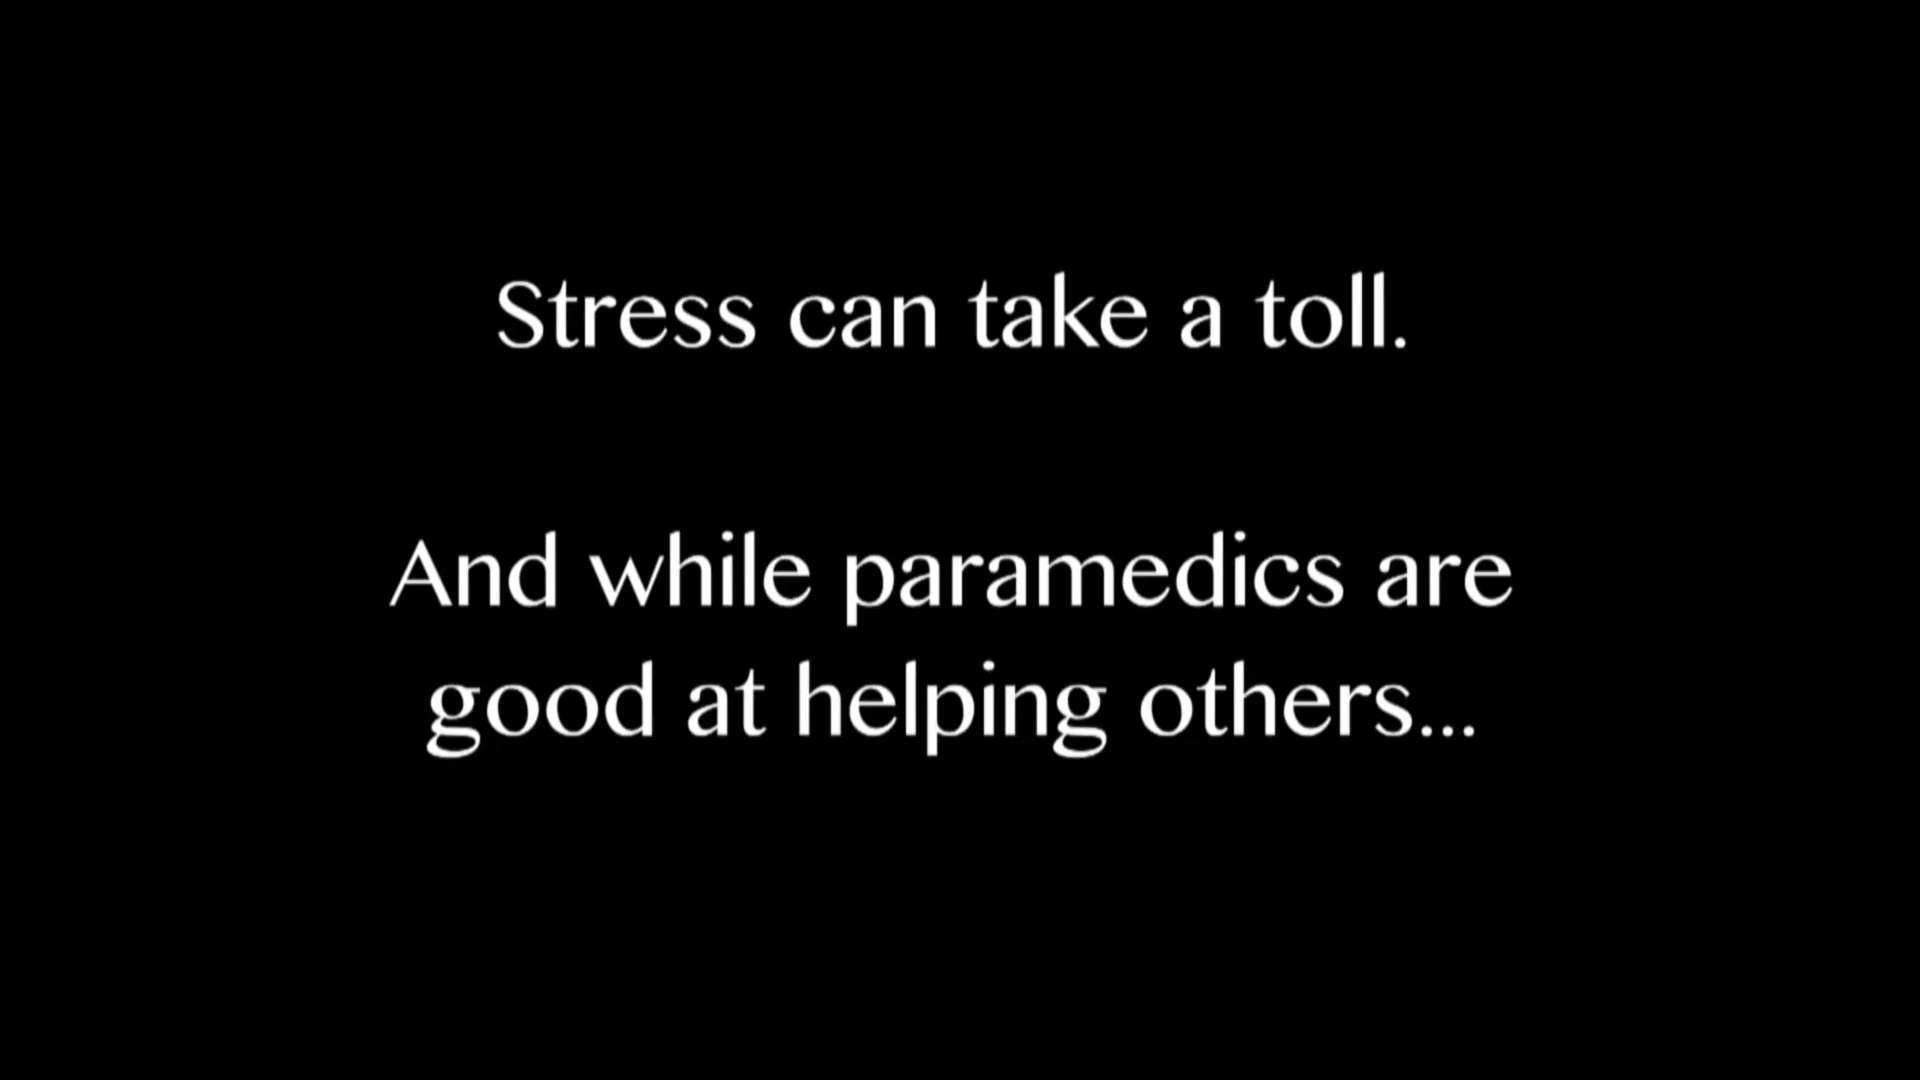 Stress can take a toll.
And while paramedics are
good at helping others...